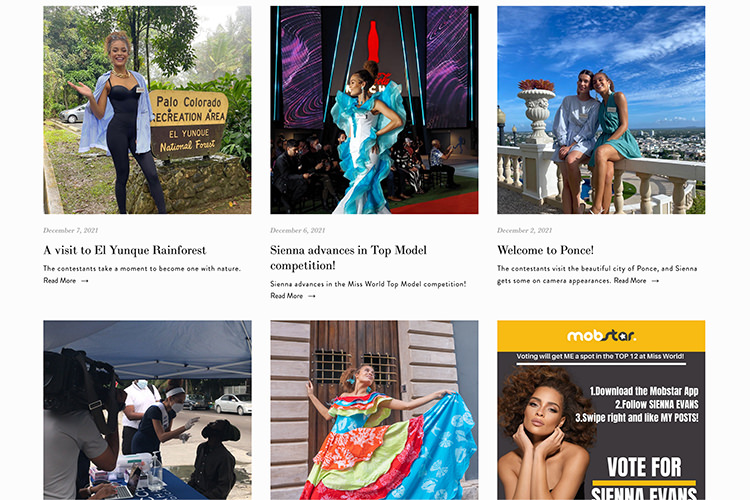 Palo Colorado
RECREATION AREA
EL YUNQUE
National Forest
December 7, 2021
A visit to El Yunque Rainforest
The contestants take a moment to become one with nature.
Read More →
December 6, 2021
Sienna advances in Top Model
competition!
Sienna advances in the Miss World Top Model competition!
Read More →
December 2, 2021
Welcome to Ponce!
The contestants visit the beautiful city of Ponce, and Sienna
gets some on camera appearances. Read More →
mobstar.
Voting will get ME a spot in the TOP 12 at Miss World!
1.Download the Mobstar App
2.Follow SIENNA EVANS
3.Swipe right and like MY POSTS!
VOTE FOR
SIENNA EVANS